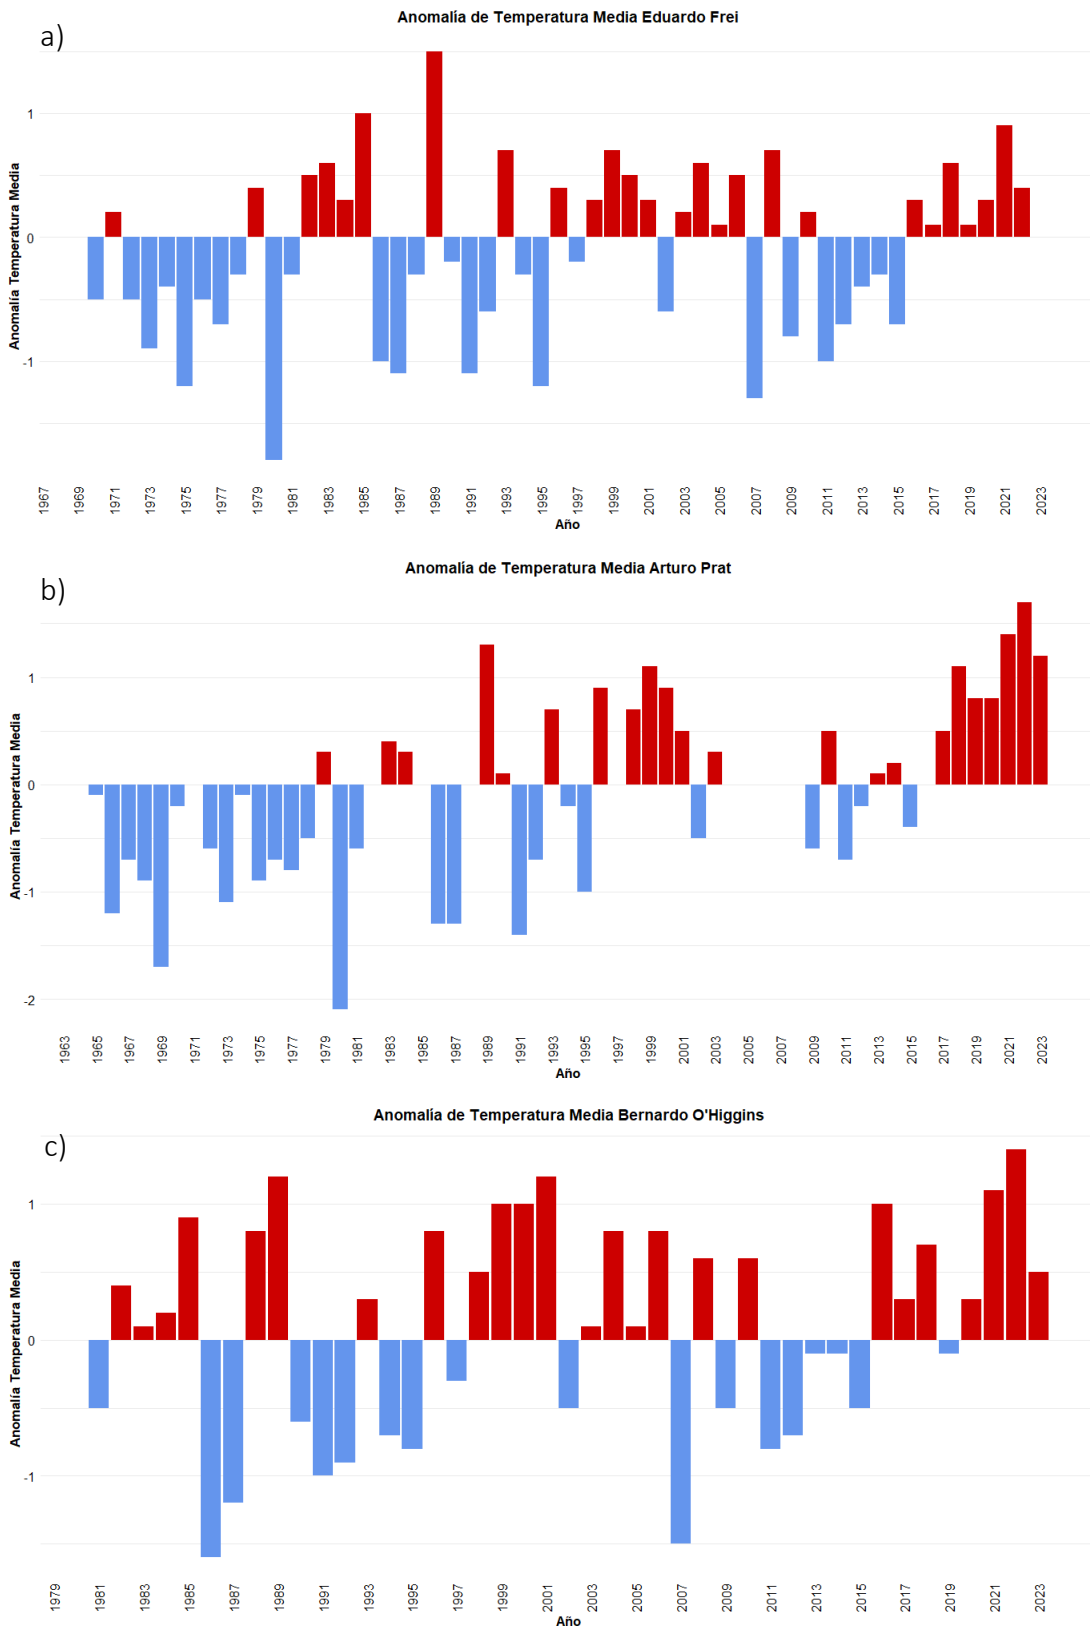 Anomalía de Temperatura Media Eduardo Frei
a)
Anomalía Temperatura Media
1
0
-1
1967 1969 1971 1973 1975 1977 1979 1981 1983 1985 1987 1989 1991 1993 1995 1997 1999 2001 2003 2005 2007 2009 2011 2013 2015 2017 2019 2021 2023
Año
Anomalía de Temperatura Media Arturo Prat
b)
Anomalía Temperatura Media
1
0
-1
-2
1963 1965 1967 1969 1971 1973 1975 1977 1979 1981 1983 1985 1987 1989 1991 1993 1995 1997 1999 2001 2003 2005 2007 2009 2011 2013 2015 2017 2019 2021 2023
Año
Anomalía de Temperatura Media Bernardo O'Higgins
c)
Anomalía Temperatura Media
1
0
-1
1979 1981 1983 1985 1987 1989 1991 1993 1995 1997 1999 2001 2003 2005 2007 2009 2011 2013 2015 2017 2019 2021 2023
Año